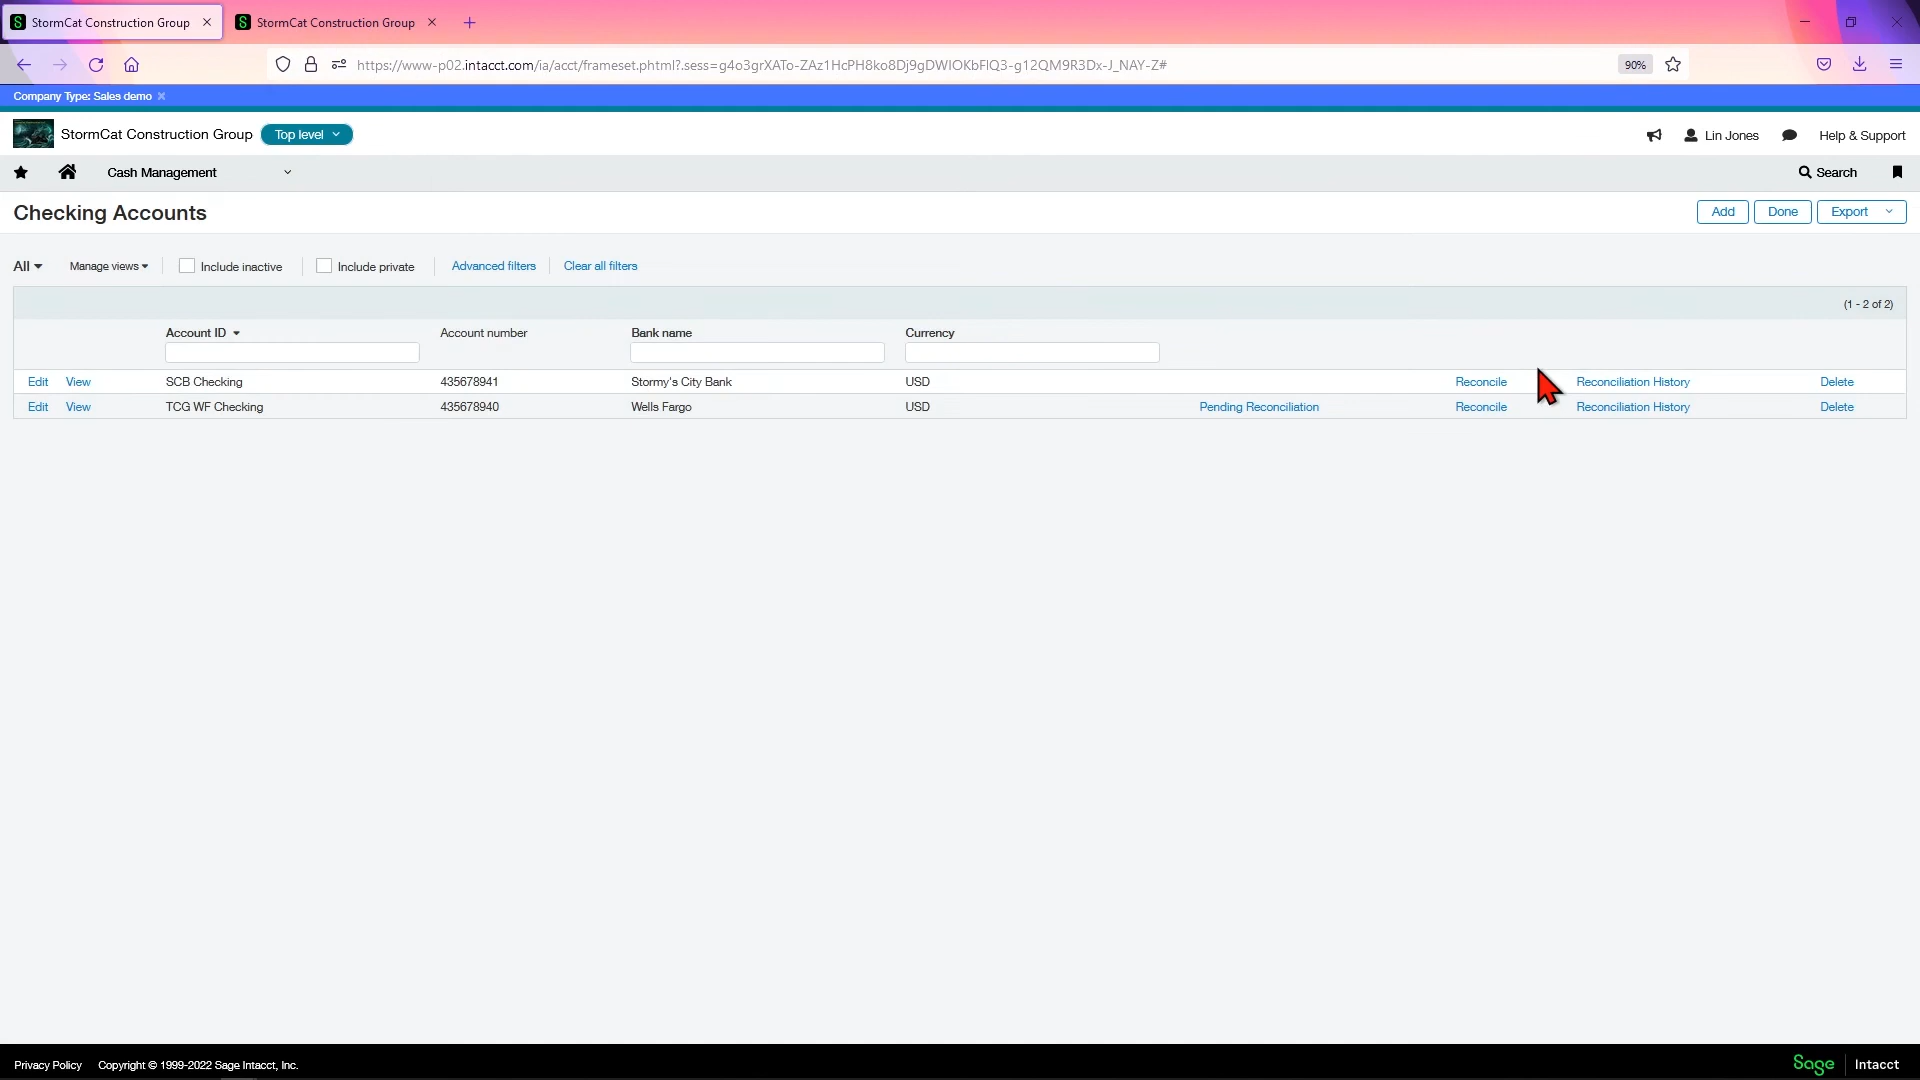 StormCat Construction Group
StormCat Construction Group
https://www-p02.intacct.com/ia/acct/frameset.phtml?.sess=g4o3grXATo-ZAz1HcPH8ko8Dj9gDWIOKbFlQ3-g12QM9R3Dx-J_NAY-Z#
90%
Company Type: Sales demo
StormCat Construction Group Top level
Lin Jones Help & Support
Cash Management
Search
Checking Accounts
Add Done Export
All Manage views Include inactive Include private Advanced filters Clear all filters
(1 - 2 of 2)
Account ID Account number Bank name Currency
Edit View SCB Checking 435678941 Stormy's City Bank USD Reconcile Reconciliation History Delete
Edit View TCG WF Checking 435678940 Wells Fargo USD Pending Reconciliation Reconcile Reconciliation History Delete
Privacy Policy Copyright © 1999-2022 Sage Intacct, Inc.
Sage Intacct